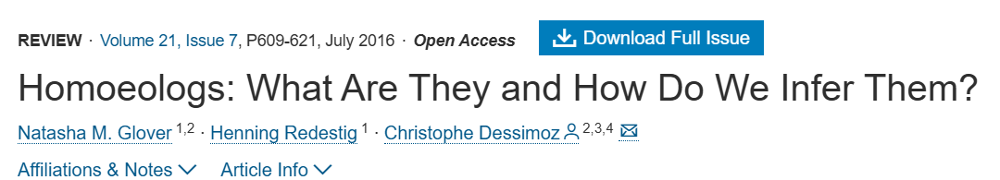 REVIEW · Volume 21, Issue 7, P609-621, July 2016 · Open Access Download Full Issue
Homoeologs: What Are They and How Do We Infer Them?
Natasha M. Glover 1,2 · Henning Redestig 1 · Christophe Dessimoz 2,3,4
Affiliations & Notes Article Info